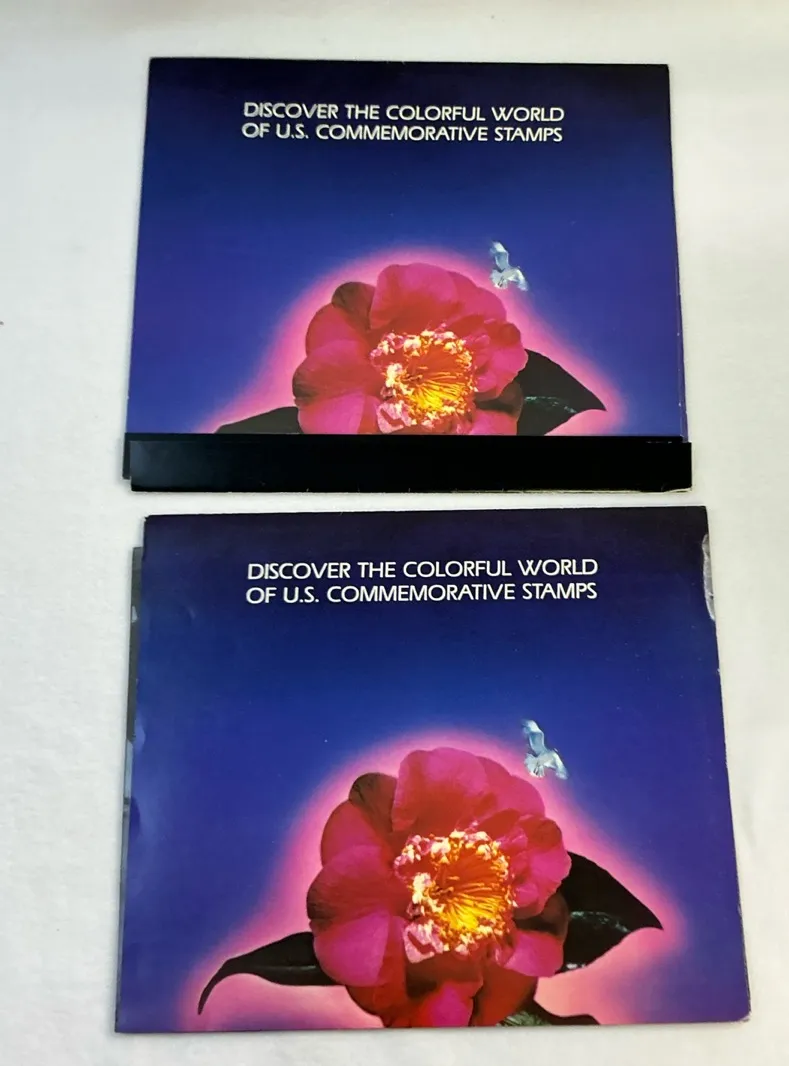 DISCOVER THE COLORFUL WORLD
OF U.S. COMMEMORATIVE STAMPS
DISCOVER THE COLORFUL WORLD
OF U.S. COMMEMORATIVE STAMPS